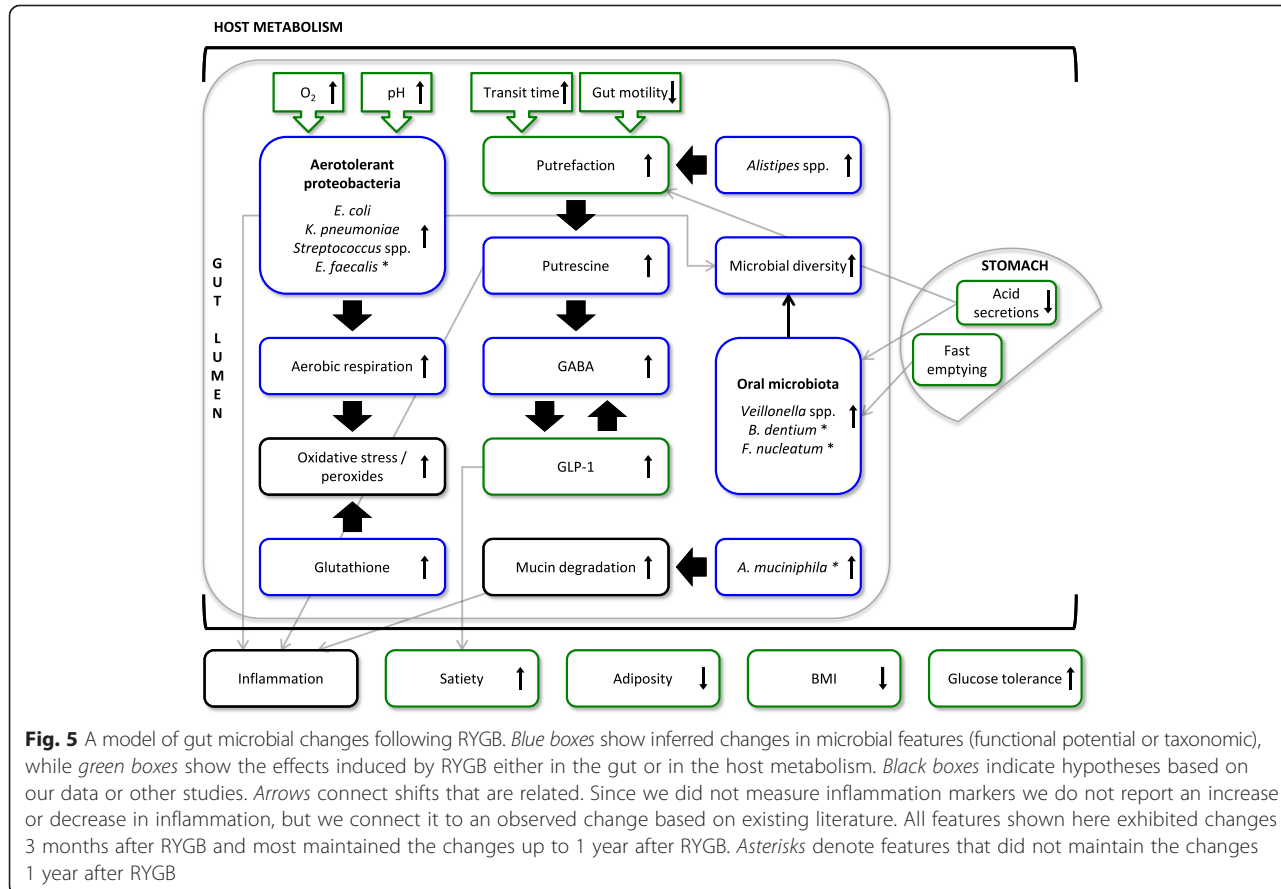 HOST METABOLISM
O2 ↑
pH ↑
Transit time ↑
Gut motility ↓
Aerotolerant
proteobacteria
E. coli
K. pneumoniae
Streptococcus spp. ↑
E. faecalis *
Putrefaction ↑
Alistipes spp. ↑
GUT LUMEN
Putrescine ↑
Microbial diversity ↑
STOMACH
Acid
secretions ↓
Fast
emptying
Aerobic respiration ↑
GABA ↑
Oral microbiota
Veillonella spp. ↑
B. dentium *
F. nucleatum *
Oxidative stress /
peroxides ↑
GLP-1 ↑
Glutathione ↑
Mucin degradation ↑
A. muciniphila * ↑
Inflammation
Satiety ↑
Adiposity ↓
BMI ↓
Glucose tolerance ↑
Fig. 5 A model of gut microbial changes following RYGB. Blue boxes show inferred changes in microbial features (functional potential or taxonomic),
while green boxes show the effects induced by RYGB either in the gut or in the host metabolism. Black boxes indicate hypotheses based on
our data or other studies. Arrows connect shifts that are related. Since we did not measure inflammation markers we do not report an increase
or decrease in inflammation, but we connect it to an observed change based on existing literature. All features shown here exhibited changes
3 months after RYGB and most maintained the changes up to 1 year after RYGB. Asterisks denote features that did not maintain the changes
1 year after RYGB